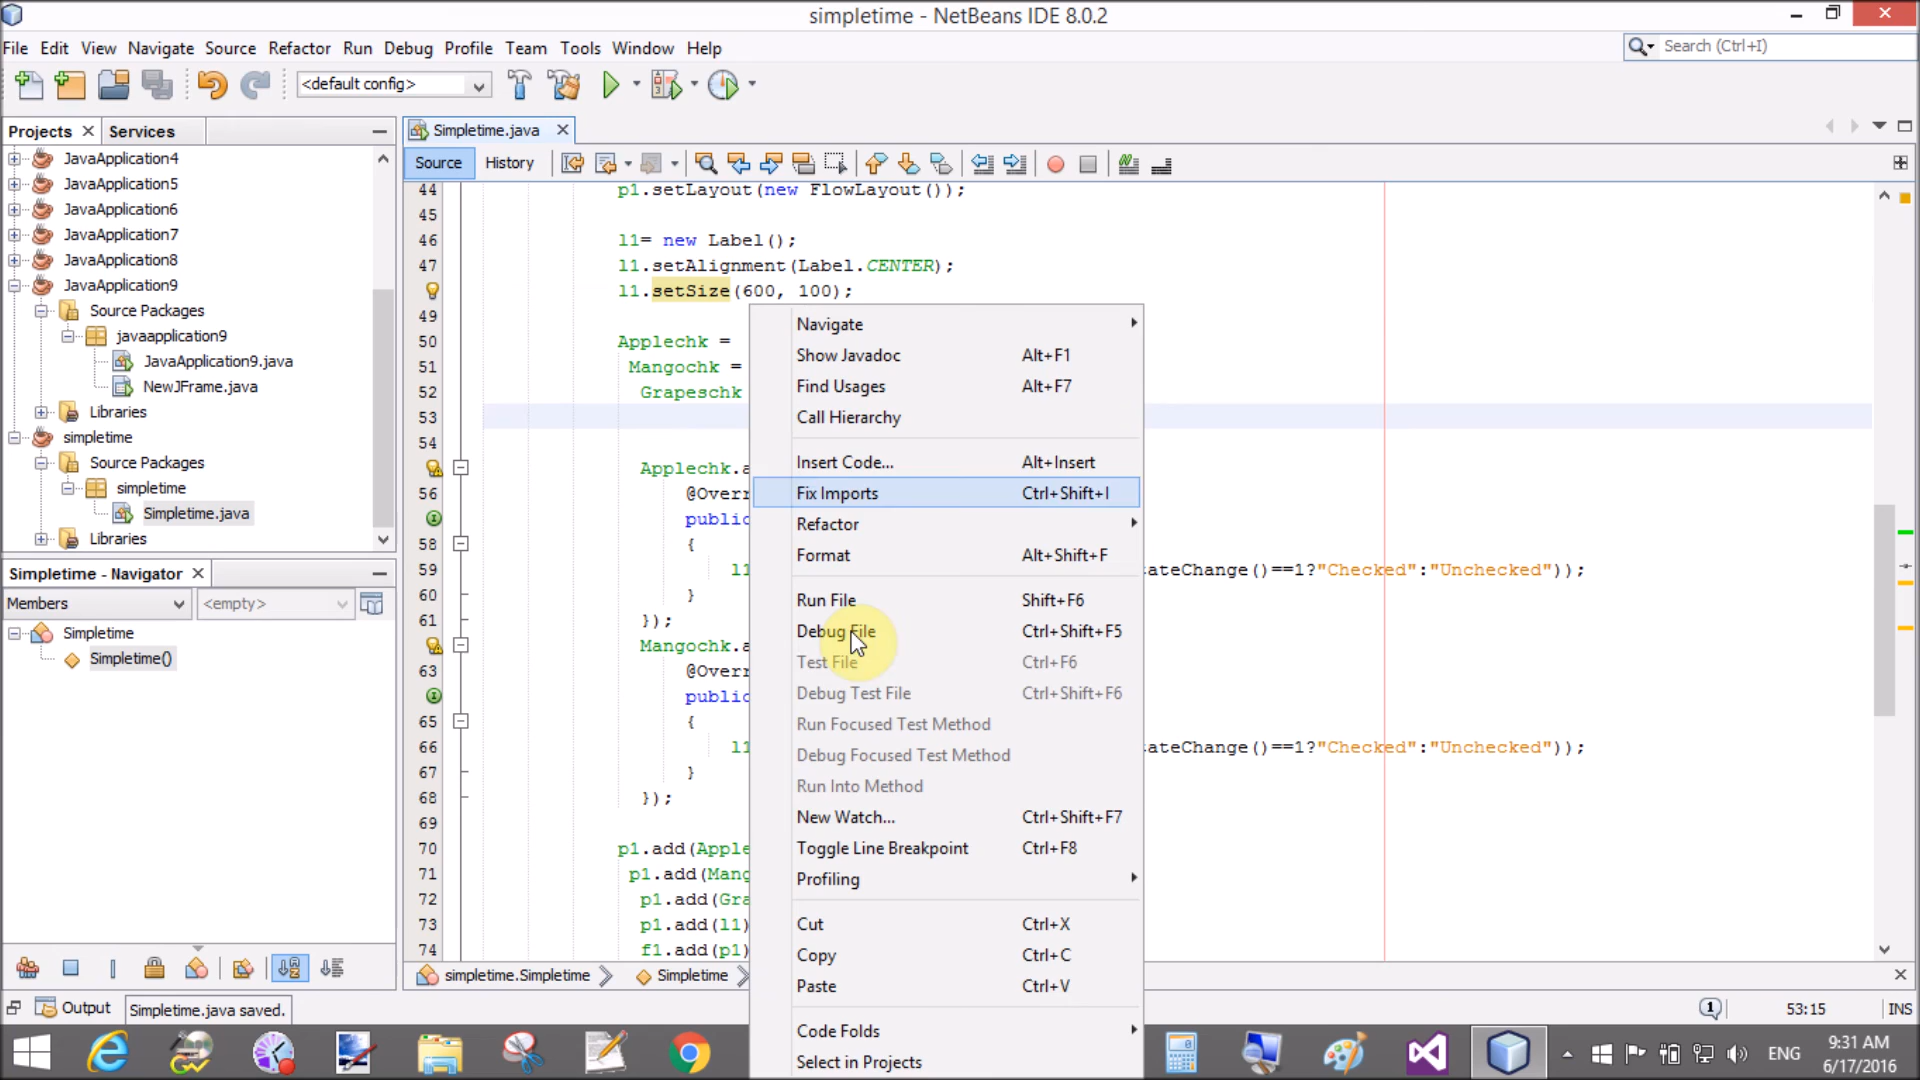 simpletime - NetBeans IDE 8.0.2
File Edit View Navigate Source Refactor Run Debug Profile Team Tools Window Help
Search (Ctrl+I)
<default config>
Projects Services
JavaApplication4
JavaApplication5
JavaApplication6
JavaApplication7
JavaApplication8
JavaApplication9
Source Packages
javaapplication9
JavaApplication9.java
NewJFrame.java
Libraries
simpletime
Source Packages
simpletime
Simpletime.java
Libraries
Simpletime - Navigator
Members <empty>
Simpletime
Simpletime()
Simpletime.java
Source History
44 p1.setLayout(new FlowLayout());
45
46 l1= new Label();
47 l1.setAlignment(Label.CENTER);
l1.setSize(600, 100);
49
50 Applechk =
51 Mangochk =
52 Grapeschk
53
54
Applechk.a
56 @Overr
public
58 {
59 l1 ateChange()==1?"Checked":"Unchecked"));
60 }
61 });
Mangochk.a
63 @Overr
public
65 {
66 l1 ateChange()==1?"Checked":"Unchecked"));
67 }
68 });
69
70 p1.add(Apple
71 p1.add(Mang
72 p1.add(Gra
73 p1.add(l1)
74 f1.add(p1)
Navigate
Show Javadoc Alt+F1
Find Usages Alt+F7
Call Hierarchy
Insert Code... Alt+Insert
Fix Imports Ctrl+Shift+I
Refactor
Format Alt+Shift+F
Run File Shift+F6
Debug File Ctrl+Shift+F5
Test File Ctrl+F6
Debug Test File Ctrl+Shift+F6
Run Focused Test Method
Debug Focused Test Method
Run Into Method
New Watch... Ctrl+Shift+F7
Toggle Line Breakpoint Ctrl+F8
Profiling
Cut Ctrl+X
Copy Ctrl+C
Paste Ctrl+V
Code Folds
Select in Projects
simpletime.Simpletime Simpletime
Output Simpletime.java saved.
1 53:15 INS
ENG 9:31 AM
6/17/2016